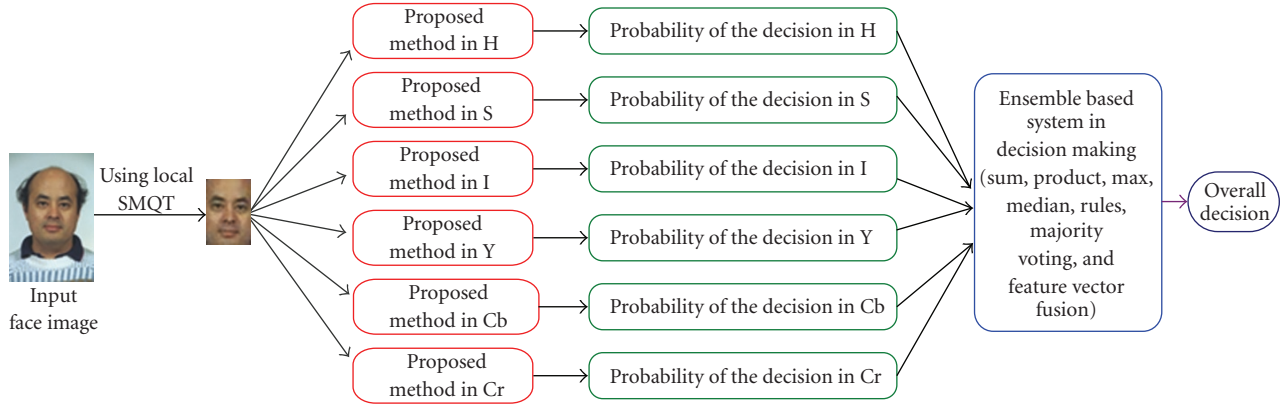 Input
face image
Using local
SMQT
Proposed
method in H
Probability of the decision in H
Proposed
method in S
Probability of the decision in S
Proposed
method in I
Probability of the decision in I
Proposed
method in Y
Probability of the decision in Y
Proposed
method in Cb
Probability of the decision in Cb
Proposed
method in Cr
Probability of the decision in Cr
Ensemble based
system in
decision making
(sum, product, max,
median, rules,
majority
voting, and
feature vector
fusion)
Overall
decision